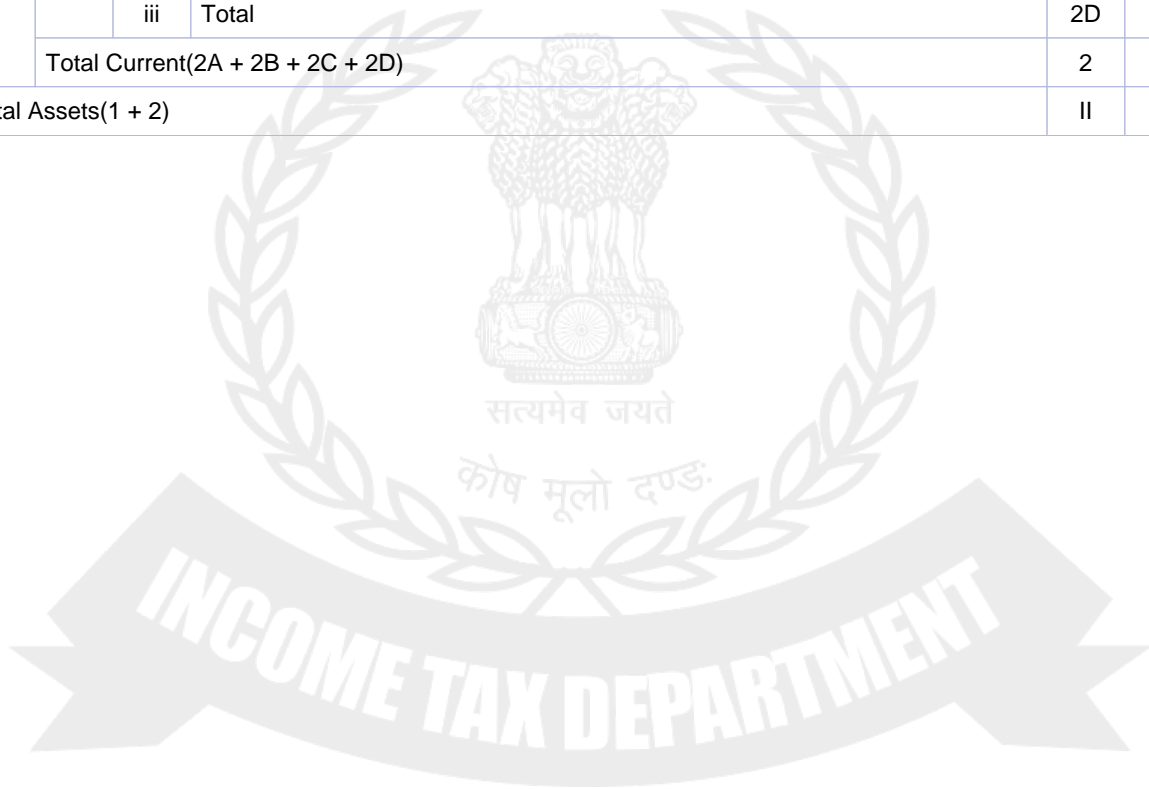 iii Total 2D
Total Current(2A + 2B + 2C + 2D) 2
tal Assets(1 + 2) II
सत्यमेव जयते
कोष मूलो दण्डः
INCOME TAX DEPARTMENT